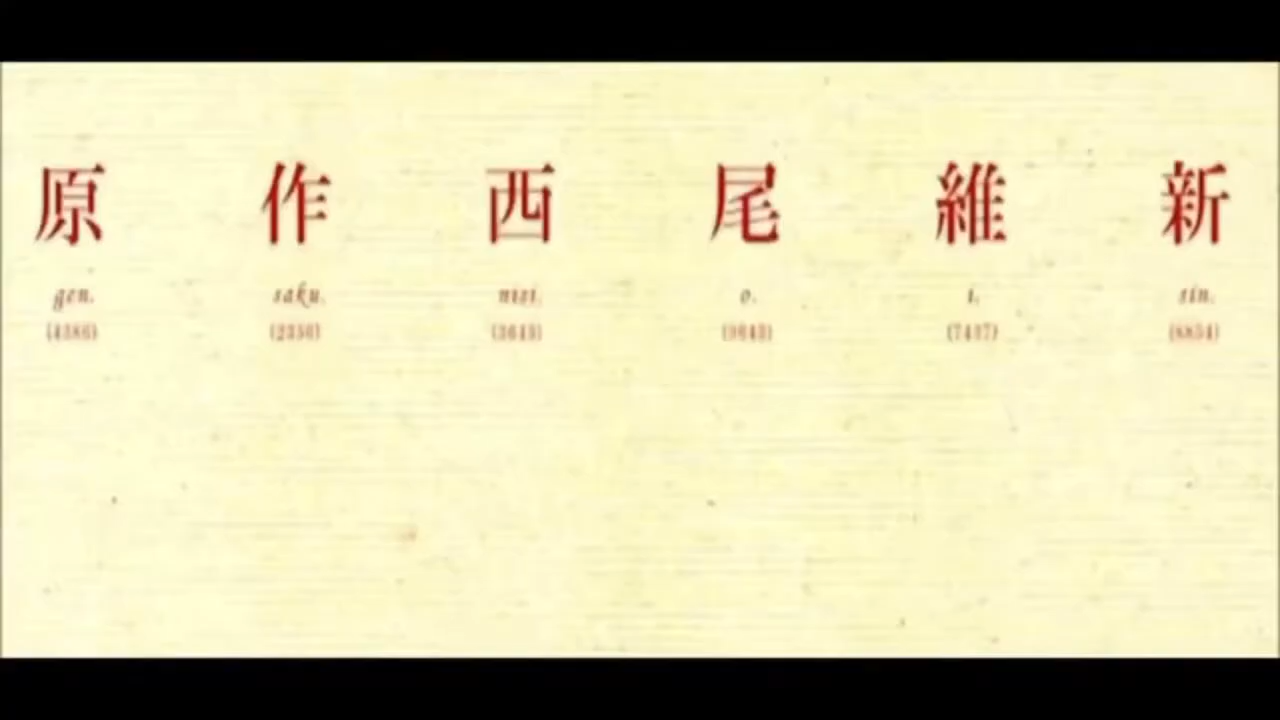 原 作 西 尾 維 新
gen. saku. nisi. o. i. sin.